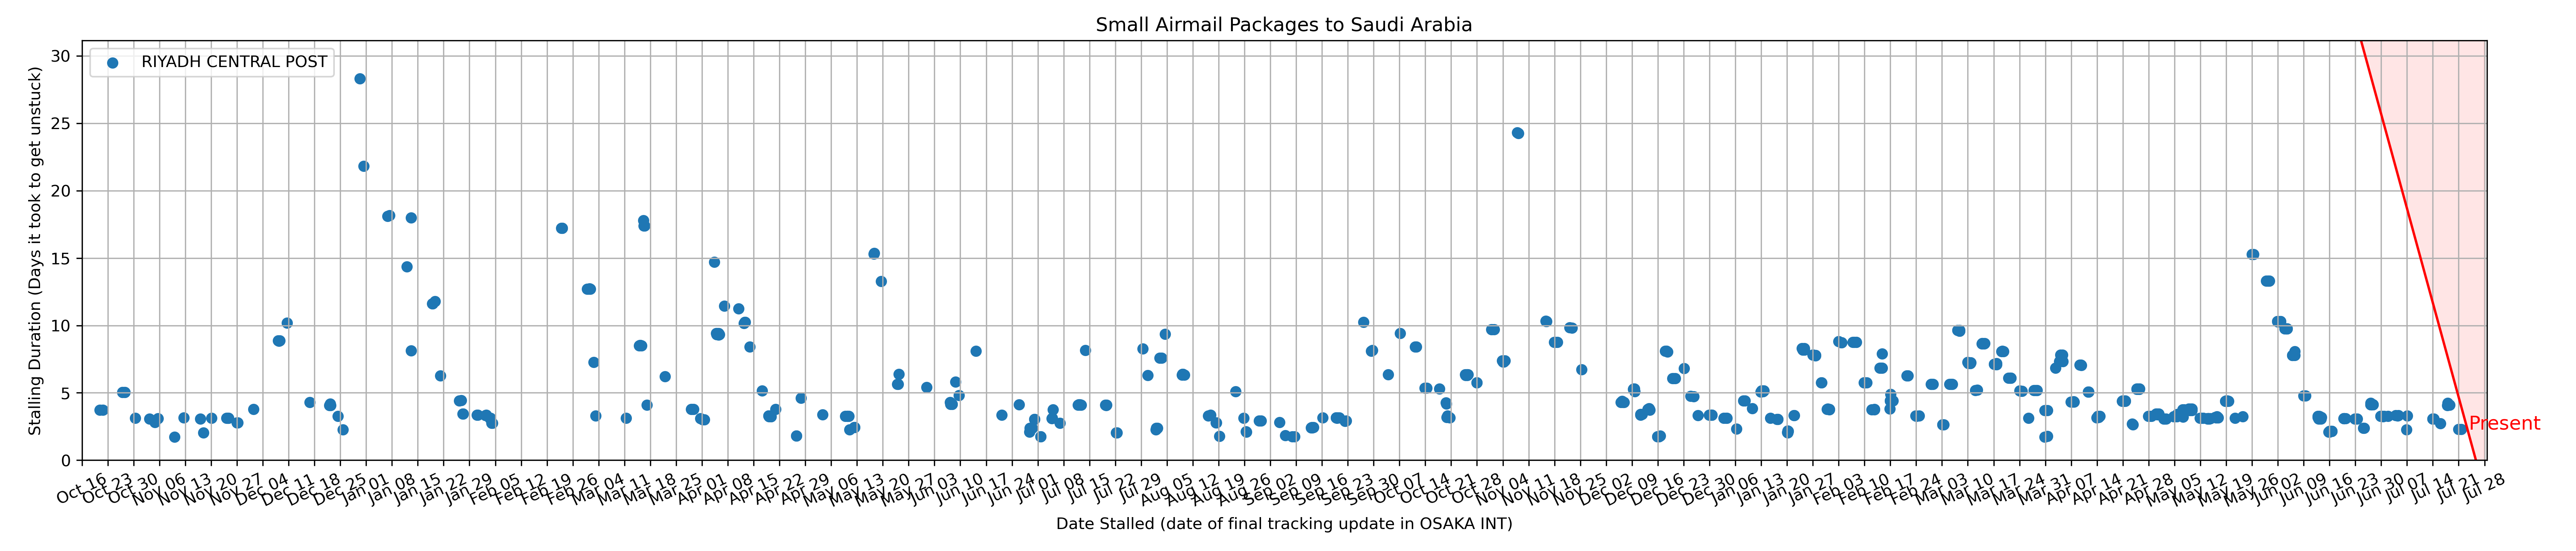 Small Airmail Packages to Saudi Arabia
RIYADH CENTRAL POST
Stalling Duration (Days it took to get unstuck)
30
25
20
15
10
5
0
Present
Oct 16
Oct 23
Oct 30
Nov 06
Nov 13
Nov 20
Nov 27
Dec 04
Dec 11
Dec 18
Dec 25
Jan 01
Jan 08
Jan 15
Jan 22
Jan 29
Feb 05
Feb 12
Feb 19
Feb 26
Mar 04
Mar 11
Mar 18
Mar 25
Apr 01
Apr 08
Apr 15
Apr 22
Apr 29
May 06
May 13
May 20
May 27
Jun 03
Jun 10
Jun 17
Jun 24
Jul 01
Jul 08
Jul 15
Jul 22
Jul 29
Aug 05
Aug 12
Aug 19
Aug 26
Sep 02
Sep 09
Sep 16
Sep 23
Sep 30
Oct 07
Oct 14
Oct 21
Oct 28
Nov 04
Nov 11
Nov 18
Nov 25
Dec 02
Dec 09
Dec 16
Dec 23
Dec 30
Jan 06
Jan 13
Jan 20
Jan 27
Feb 03
Feb 10
Feb 17
Feb 24
Mar 03
Mar 10
Mar 17
Mar 24
Mar 31
Apr 07
Apr 14
Apr 21
Apr 28
May 05
May 12
May 19
May 26
Jun 02
Jun 09
Jun 16
Jun 23
Jun 30
Jul 07
Jul 14
Jul 21
Jul 28
Date Stalled (date of final tracking update in OSAKA INT)